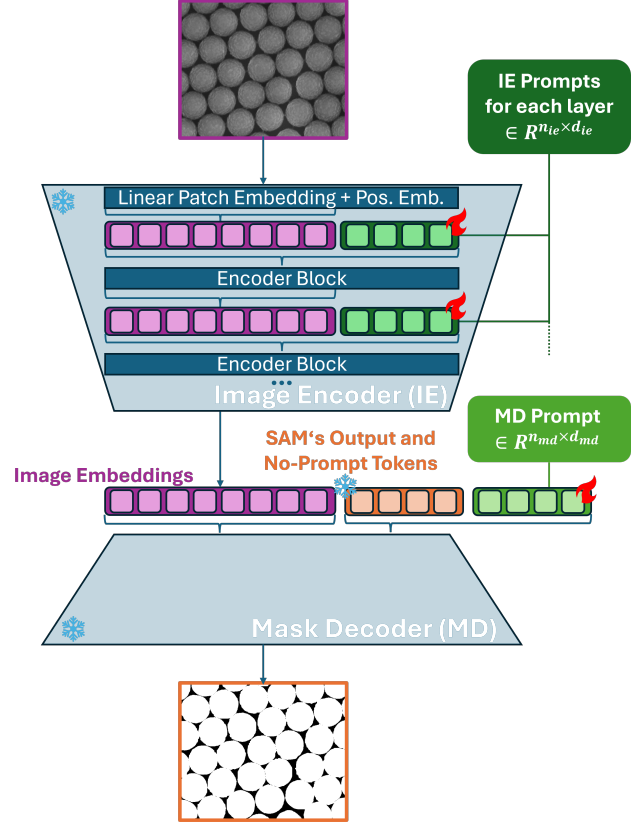 IE Prompts
for each layer
∈ R^{n_{ie}×d_{ie}}
Linear Patch Embedding + Pos. Emb.
Encoder Block
Encoder Block
...
Image Encoder (IE)
MD Prompt
∈ R^{n_{md}×d_{md}}
SAM‘s Output and
No-Prompt Tokens
Image Embeddings
Mask Decoder (MD)